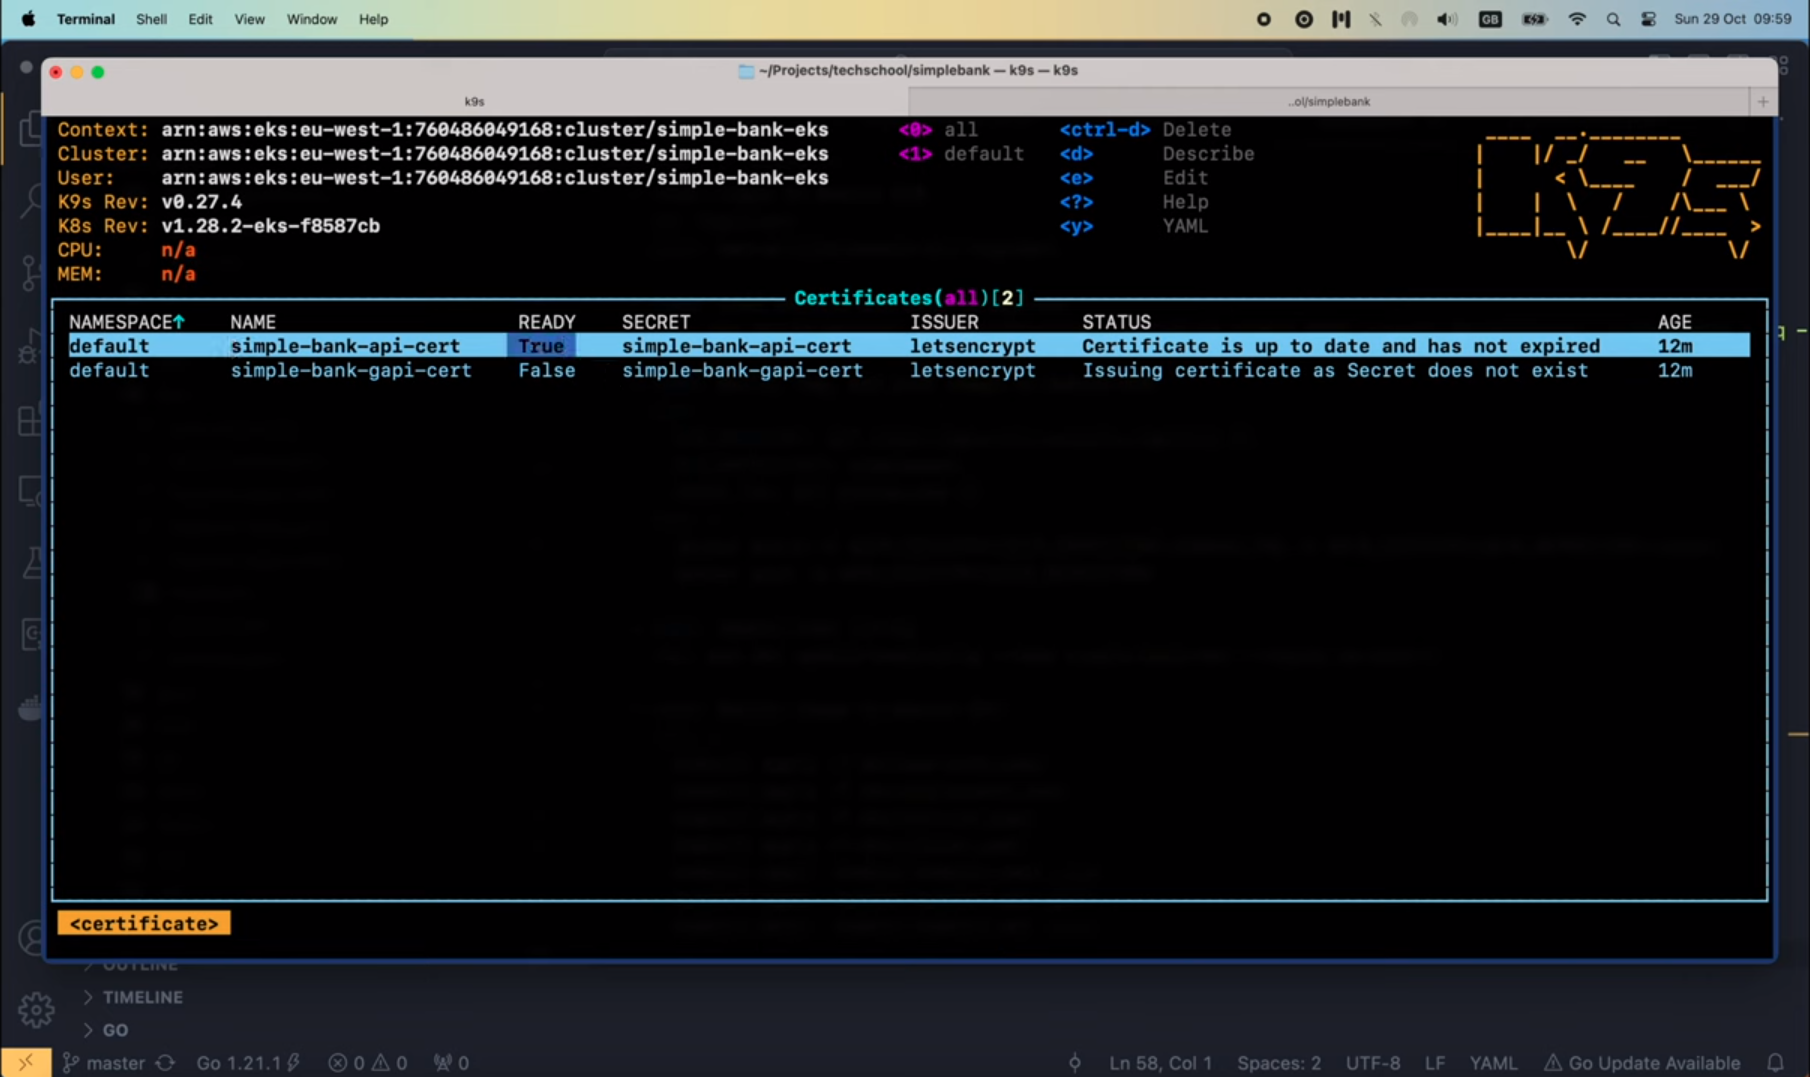 Terminal Shell Edit View Window Help GB Sun 29 Oct 09:59
~/Projects/techschool/simplebank — k9s — k9s
k9s ..ol/simplebank +
Context: arn:aws:eks:eu-west-1:760486049168:cluster/simple-bank-eks <0> all <ctrl-d> Delete
Cluster: arn:aws:eks:eu-west-1:760486049168:cluster/simple-bank-eks <1> default <d> Describe
User: arn:aws:eks:eu-west-1:760486049168:cluster/simple-bank-eks <e> Edit
K9s Rev: v0.27.4 <?> Help
K8s Rev: v1.28.2-eks-f8587cb <y> YAML
CPU: n/a
MEM: n/a
Certificates(all)[2]
NAMESPACE↑ NAME READY SECRET ISSUER STATUS AGE
default simple-bank-api-cert True simple-bank-api-cert letsencrypt Certificate is up to date and has not expired 12m
default simple-bank-gapi-cert False simple-bank-gapi-cert letsencrypt Issuing certificate as Secret does not exist 12m
<certificate>
OUTLINE
TIMELINE
GO
master Go 1.21.1 0 0 0 Ln 58, Col 1 Spaces: 2 UTF-8 LF YAML Go Update Available